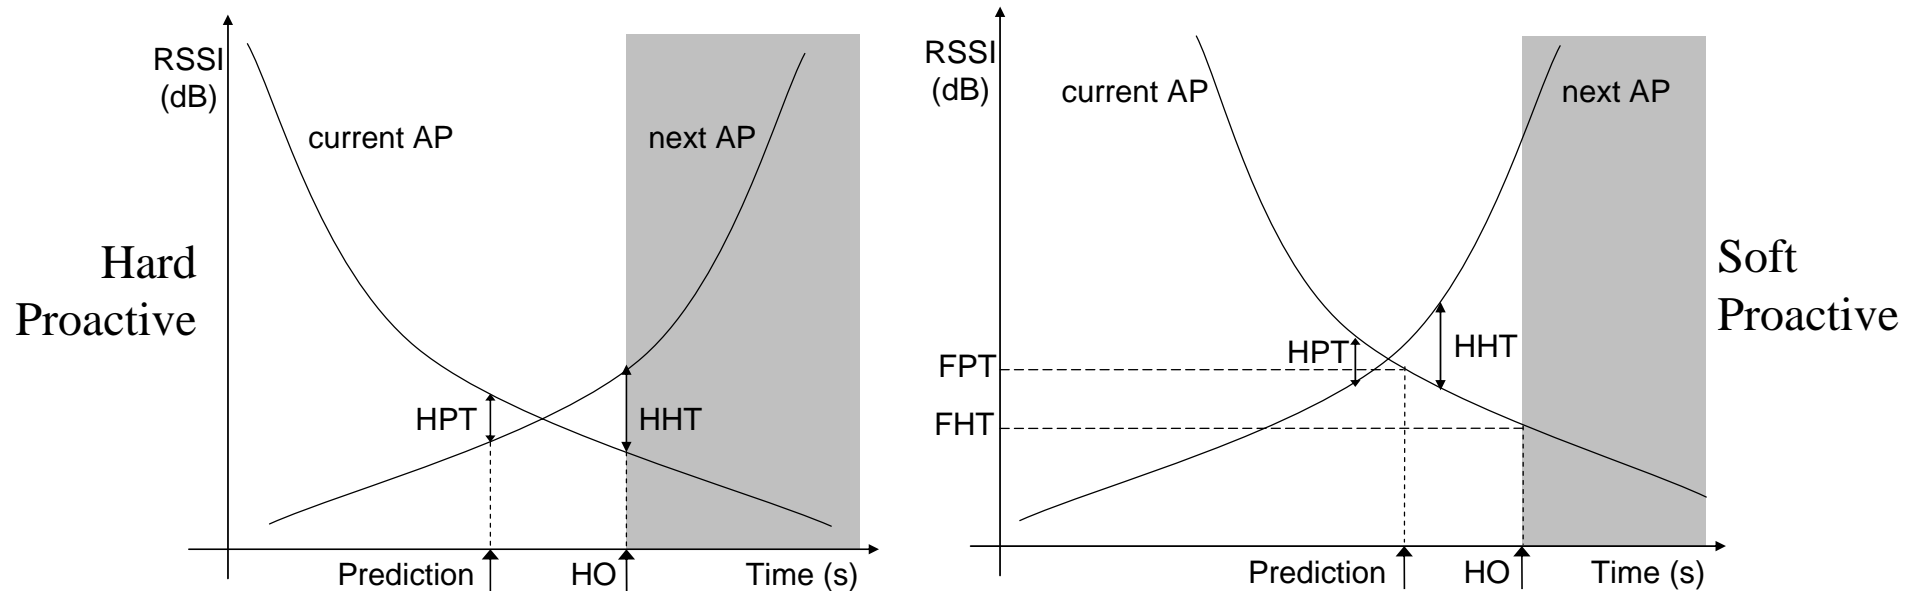 Hard
Proactive
RSSI
(dB)
current AP
next AP
HPT
HHT
Prediction
HO
Time (s)
RSSI
(dB)
current AP
next AP
HPT
HHT
FPT
FHT
Prediction
HO
Time (s)
Soft
Proactive